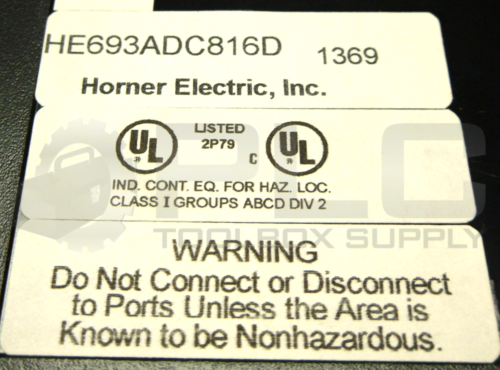 HE693ADC816D 1369
Horner Electric, Inc.
UL LISTED 2P79 C UL
IND. CONT. EQ. FOR HAZ. LOC.
CLASS I GROUPS ABCD DIV 2
WARNING
Do Not Connect or Disconnect
to Ports Unless the Area is
Known to be Nonhazardous.
PLC
TOOLBOX SUPPLY